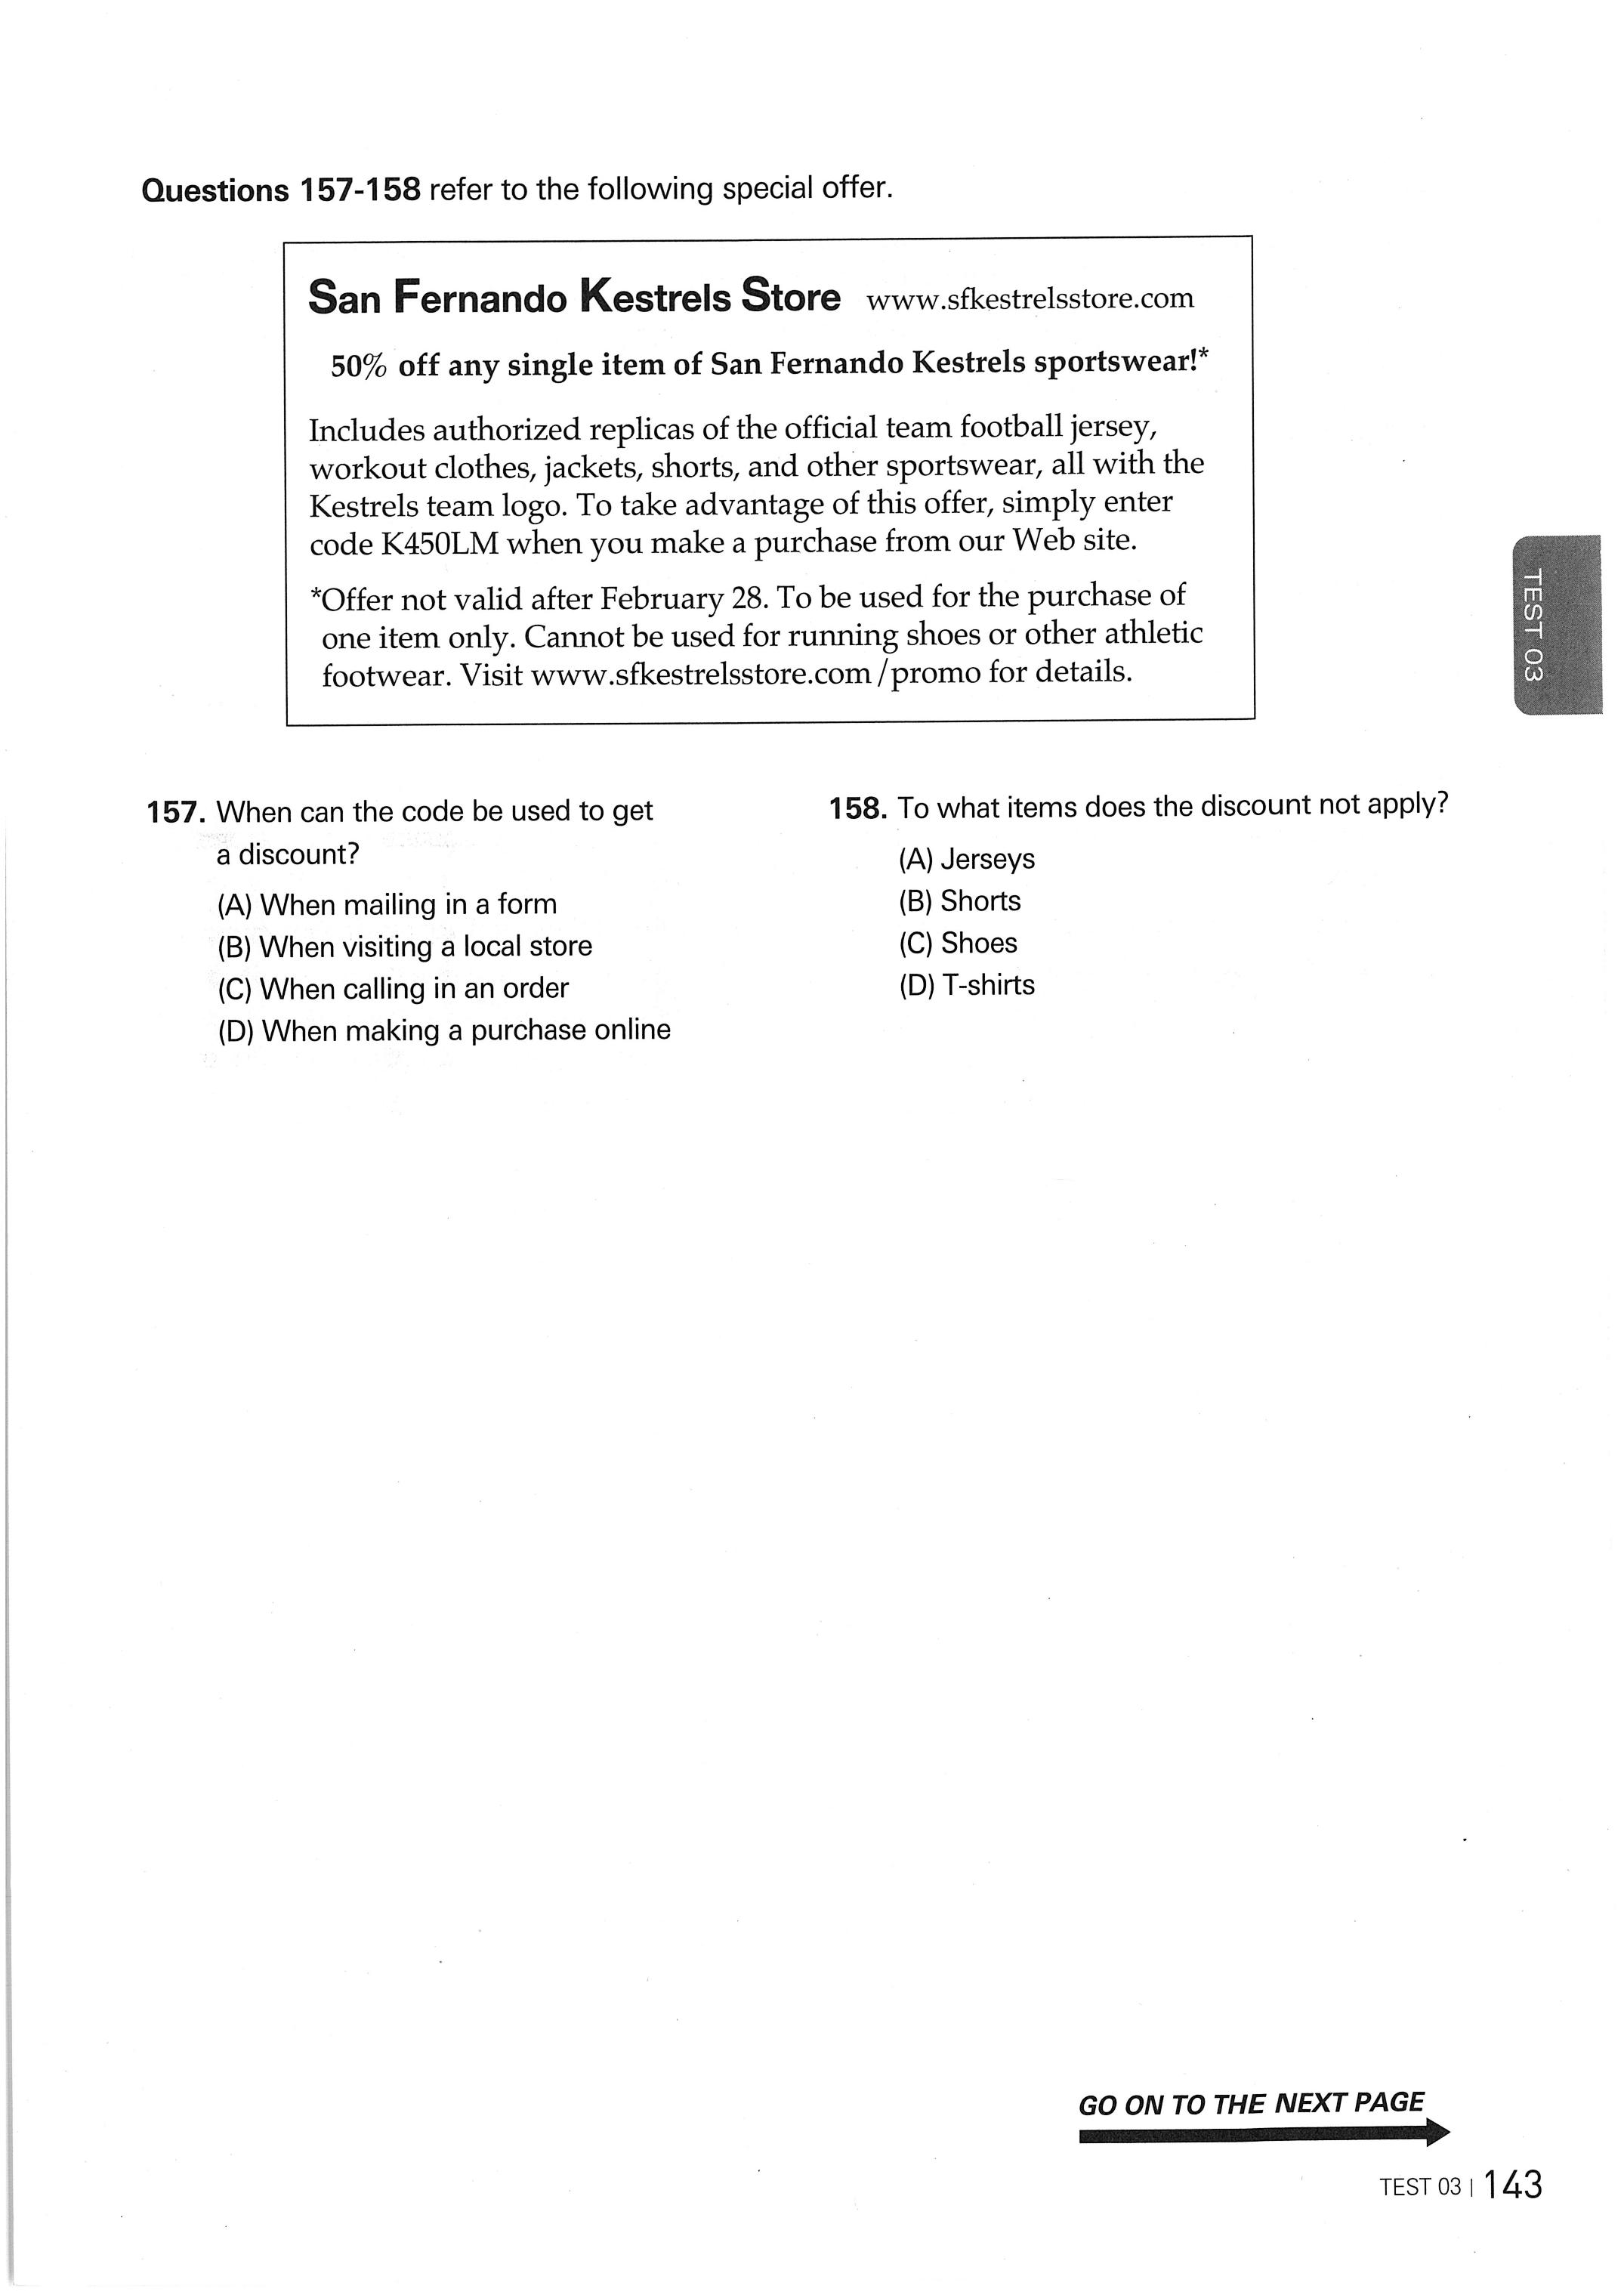 Questions 157-158 refer to the following special offer.
San Fernando Kestrels Store www.sfkestrelsstore.com
50% off any single item of San Fernando Kestrels sportswear!*
Includes authorized replicas of the official team football jersey,
workout clothes, jackets, shorts, and other sportswear, all with the
Kestrels team logo. To take advantage of this offer, simply enter
code K450LM when you make a purchase from our Web site.
*Offer not valid after February 28. To be used for the purchase of
one item only. Cannot be used for running shoes or other athletic
footwear. Visit www.sfkestrelsstore.com/promo for details.
TEST 03
157. When can the code be used to get
a discount?
(A) When mailing in a form
(B) When visiting a local store
(C) When calling in an order
(D) When making a purchase online
158. To what items does the discount not apply?
(A) Jerseys
(B) Shorts
(C) Shoes
(D) T-shirts
GO ON TO THE NEXT PAGE
TEST 03 | 143